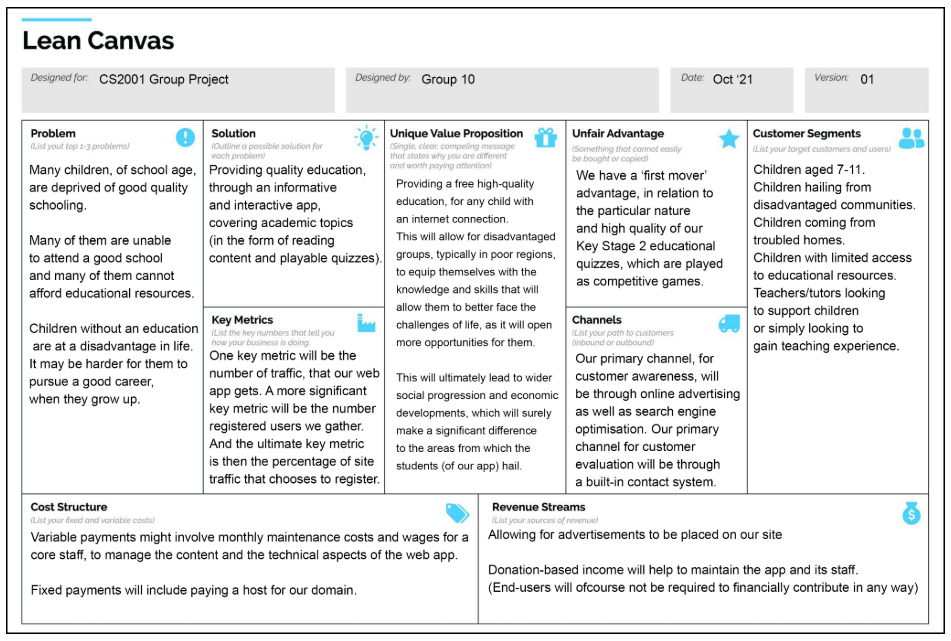 Lean Canvas
Designed for: CS2001 Group Project
Designed by: Group 10
Date: Oct '21
Version: 01
Problem
(List yout top 1-3 problems)
Many children, of school age,
are deprived of good quality
schooling.
Many of them are unable
to attend a good school
and many of them cannot
afford educational resources.
Children without an education
are at a disadvantage in life.
It may be harder for them to
pursue a good career,
when they grow up.
Solution
(Outline a possible solution for
each problem)
Providing quality education,
through an informative
and interactive app,
covering academic topics
(in the form of reading
content and playable quizzes).
Key Metrics
(List the key numbers that tell you
how your business is doing.
One key metric will be the
number of traffic, that our web
app gets. A more significant
key metric will be the number
registered users we gather.
And the ultimate key metric
is then the percentage of site
traffic that chooses to register.
Unique Value Proposition
(Single, clear, compeling message
that states why you are different
and worth paying attention)
Providing a free high-quality
education, for any child with
an internet connection.
This will allow for disadvantaged
groups, typically in poor regions,
to equip themselves with the
knowledge and skills that will
allow them to better face the
challenges of life, as it will open
more opportunities for them.
This will ultimately lead to wider
social progression and economic
developments, which will surely
make a significant difference
to the areas from which the
students (of our app) hail.
Unfair Advantage
(Something that cannot easily
be bought or copied)
We have a 'first mover'
advantage, in relation to
the particular nature
and high quality of our
Key Stage 2 educational
quizzes, which are played
as competitive games.
Channels
(List your path to customers
(inbound or outbound)
Our primary channel, for
customer awareness, will
be through online advertising
as well as search engine
optimisation. Our primary
channel for customer
evaluation will be through
a built-in contact system.
Customer Segments
(List your target customers and users)
Children aged 7-11.
Children hailing from
disadvantaged communities.
Children coming from
troubled homes.
Children with limited access
to educational resources.
Teachers/tutors looking
to support children
or simply looking to
gain teaching experience.
Cost Structure
(List your fixed and variable costs)
Variable payments might involve monthly maintenance costs and wages for a
core staff, to manage the content and the technical aspects of the web app.
Fixed payments will include paying a host for our domain.
Revenue Streams
(List your sources of revenue)
Allowing for advertisements to be placed on our site
Donation-based income will help to maintain the app and its staff.
(End-users will ofcourse not be required to financially contribute in any way)